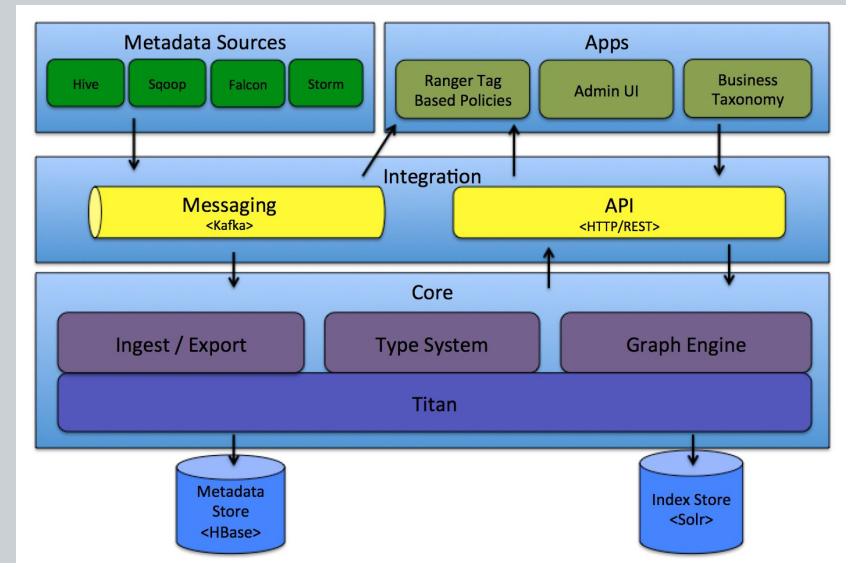 Metadata Sources
Hive
Sqoop
Falcon
Storm
Apps
Ranger Tag
Based Policies
Admin UI
Business
Taxonomy
Integration
Messaging
<Kafka>
API
<HTTP/REST>
Core
Ingest / Export
Type System
Graph Engine
Titan
Metadata
Store
<HBase>
Index Store
<Solr>